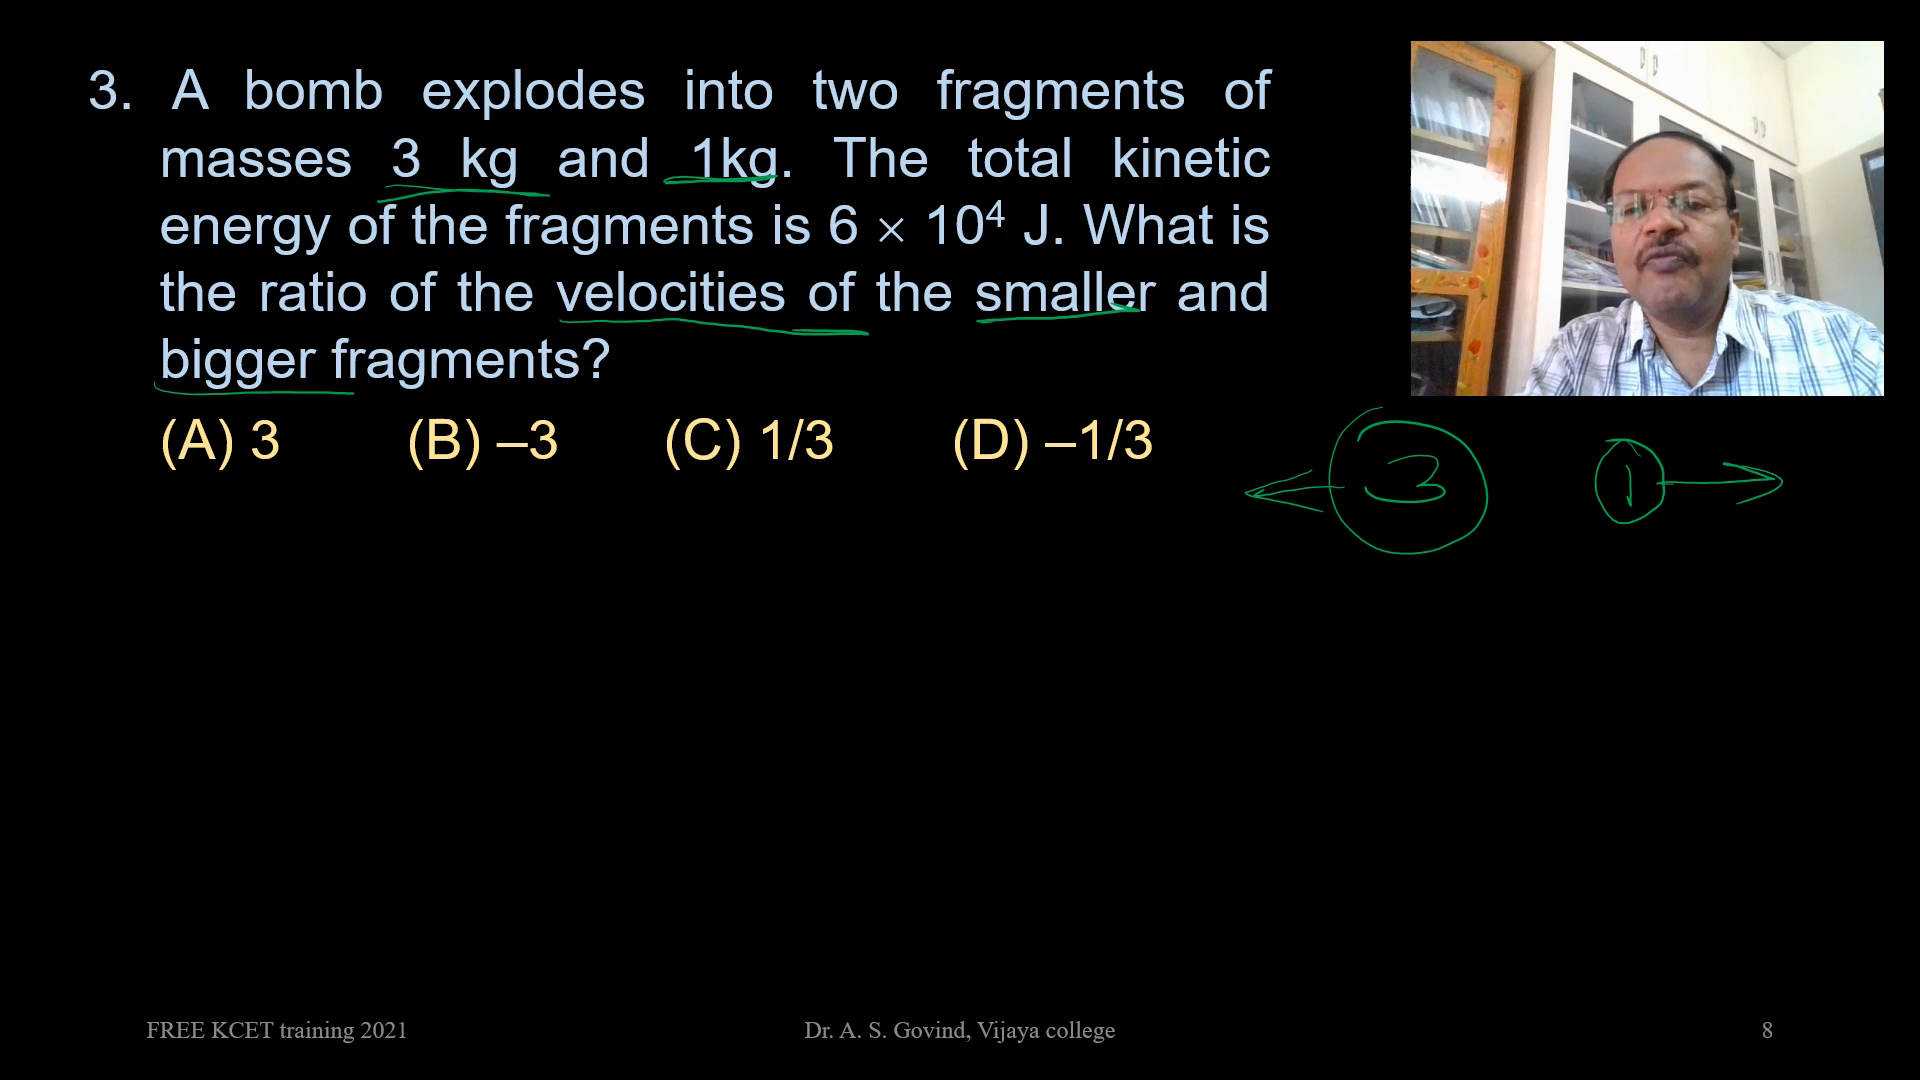 3. A bomb explodes into two fragments of
masses 3 kg and 1kg. The total kinetic
energy of the fragments is 6 × 10⁴ J. What is
the ratio of the velocities of the smaller and
bigger fragments?
(A) 3 (B) –3 (C) 1/3 (D) –1/3
3 1
FREE KCET training 2021 Dr. A. S. Govind, Vijaya college 8